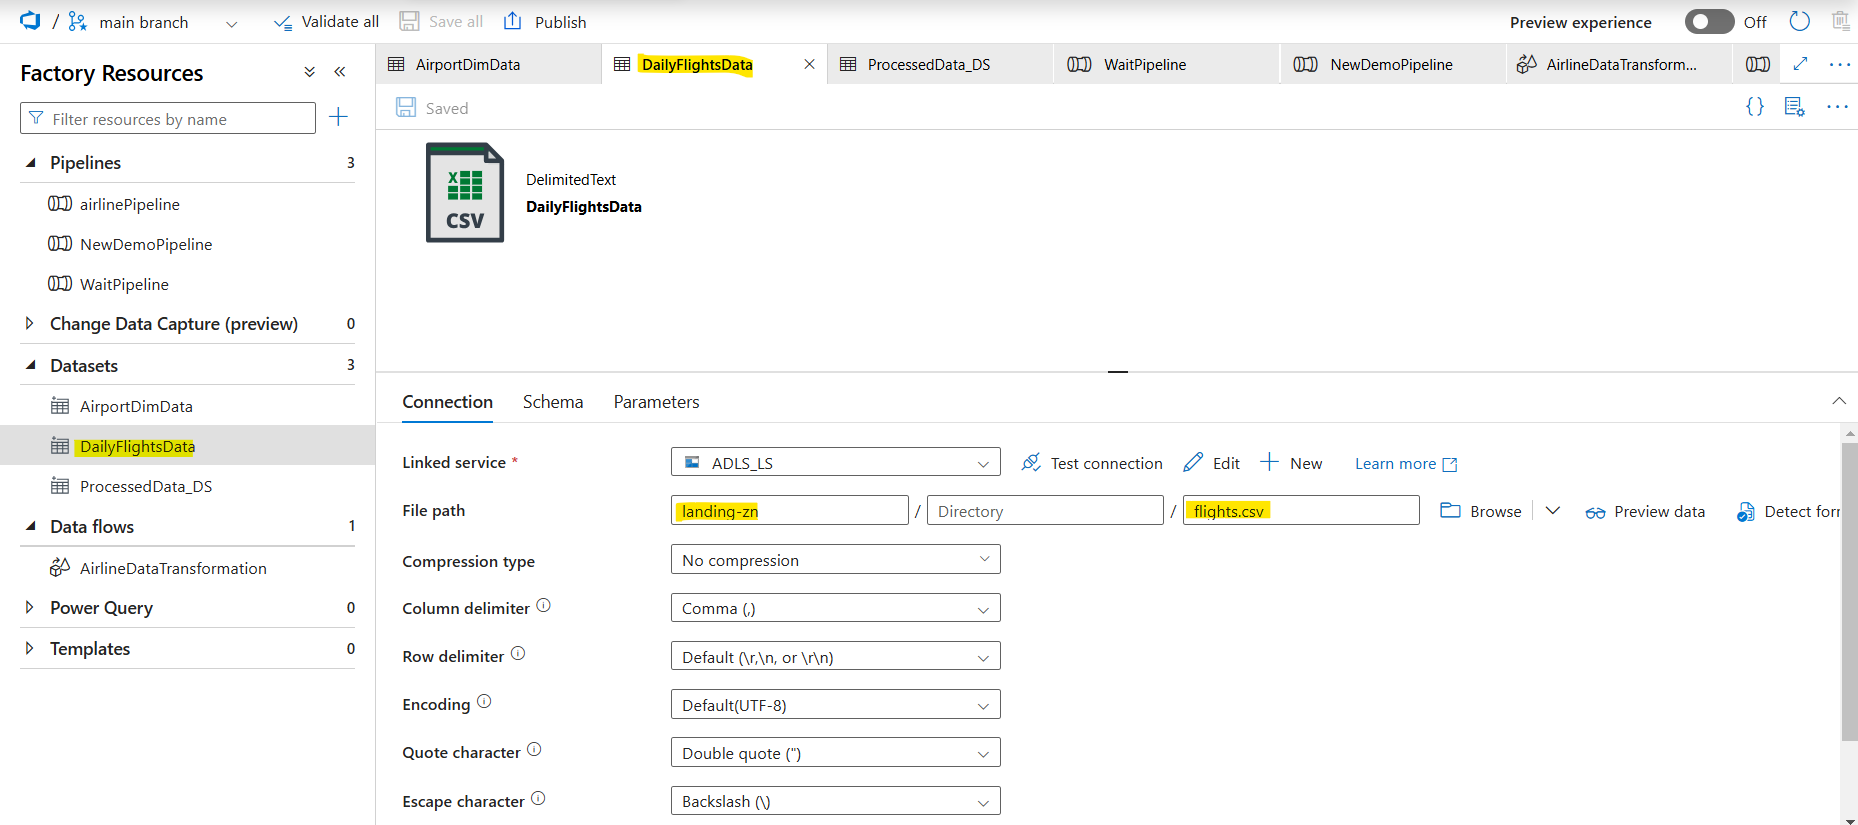 / main branch Validate all Save all Publish Preview experience Off
Factory Resources
AirportDimData DailyFlightsData ProcessedData_DS WaitPipeline NewDemoPipeline AirlineDataTransform...
Filter resources by name
Saved
Pipelines 3
airlinePipeline
NewDemoPipeline
WaitPipeline
Change Data Capture (preview) 0
Datasets 3
AirportDimData
DailyFlightsData
ProcessedData_DS
Data flows 1
AirlineDataTransformation
Power Query 0
Templates 0
CSV
DelimitedText
DailyFlightsData
Connection Schema Parameters
Linked service * ADLS_LS Test connection Edit New Learn more
File path landing-zn / Directory / flights.csv Browse Preview data Detect for
Compression type No compression
Column delimiter Comma (,)
Row delimiter Default (\r,\n, or \r\n)
Encoding Default(UTF-8)
Quote character Double quote (")
Escape character Backslash (\)